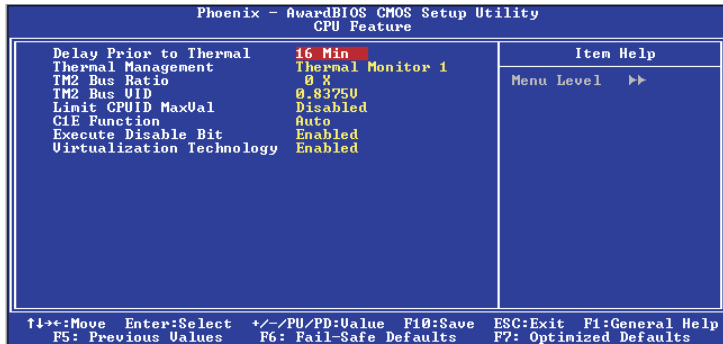 Phoenix - AwardBIOS CMOS Setup Utility
CPU Feature
Delay Prior to Thermal 16 Min
Thermal Management Thermal Monitor 1
TM2 Bus Ratio 0 X
TM2 Bus VID 0.8375V
Limit CPUID MaxVal Disabled
C1E Function Auto
Execute Disable Bit Enabled
Virtualization Technology Enabled
Item Help
Menu Level ▶▶
↑↓→←:Move Enter:Select +/-/PU/PD:Value F10:Save ESC:Exit F1:General Help
F5: Previous Values F6: Fail-Safe Defaults F7: Optimized Defaults